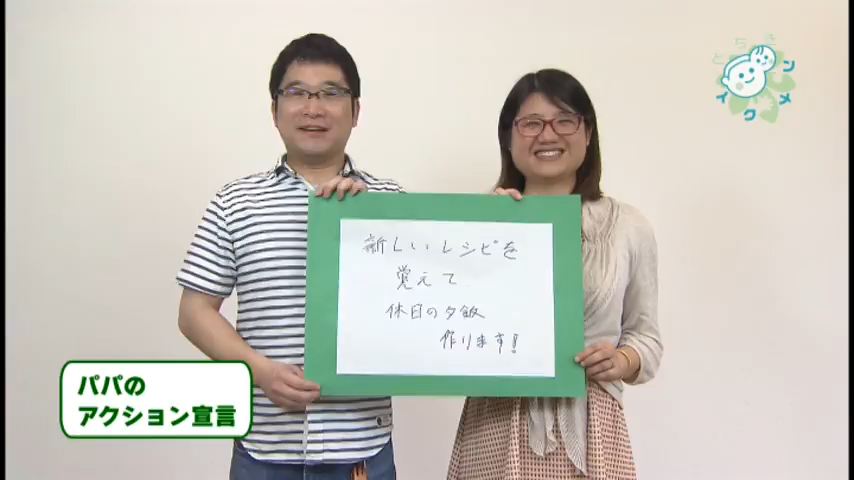 とちぎ
イクメン
新しいレシピを
覚えて
休日の夕飯
作ります!
パパの
アクション宣言